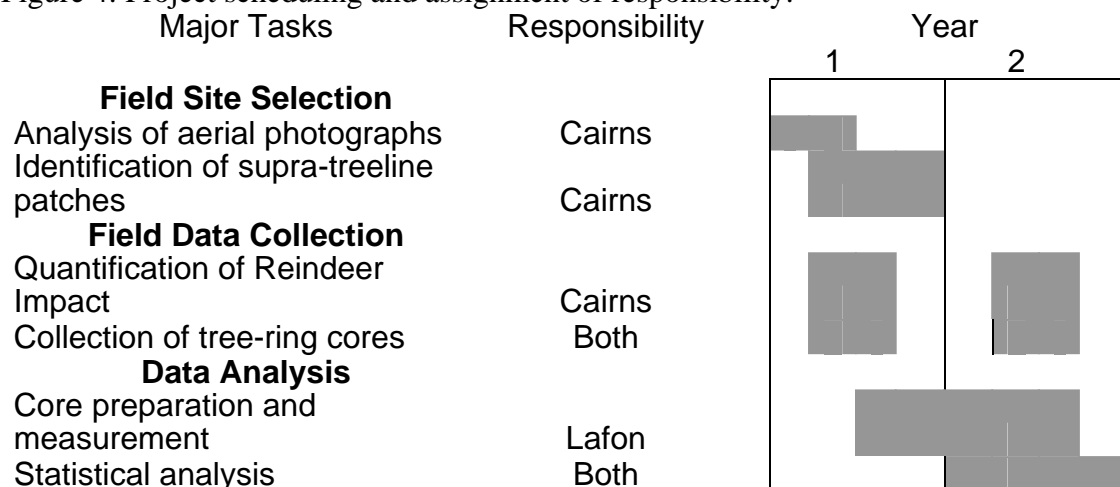 Figure 4. Project scheduling and assignment of responsibility.
Major Tasks Responsibility Year
1 2
Field Site Selection
Analysis of aerial photographs Cairns
Identification of supra-treeline
patches Cairns
Field Data Collection
Quantification of Reindeer
Impact Cairns
Collection of tree-ring cores Both
Data Analysis
Core preparation and
measurement Lafon
Statistical analysis Both